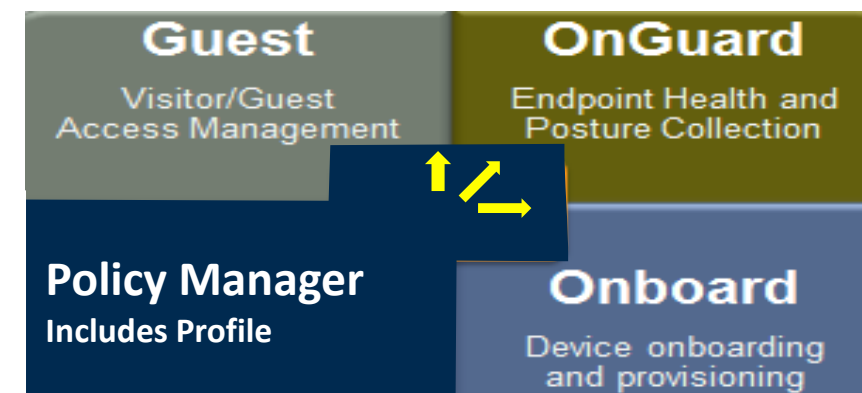 Guest
Visitor/Guest
Access Management
OnGuard
Endpoint Health and
Posture Collection
Policy Manager
Includes Profile
Onboard
Device onboarding
and provisioning